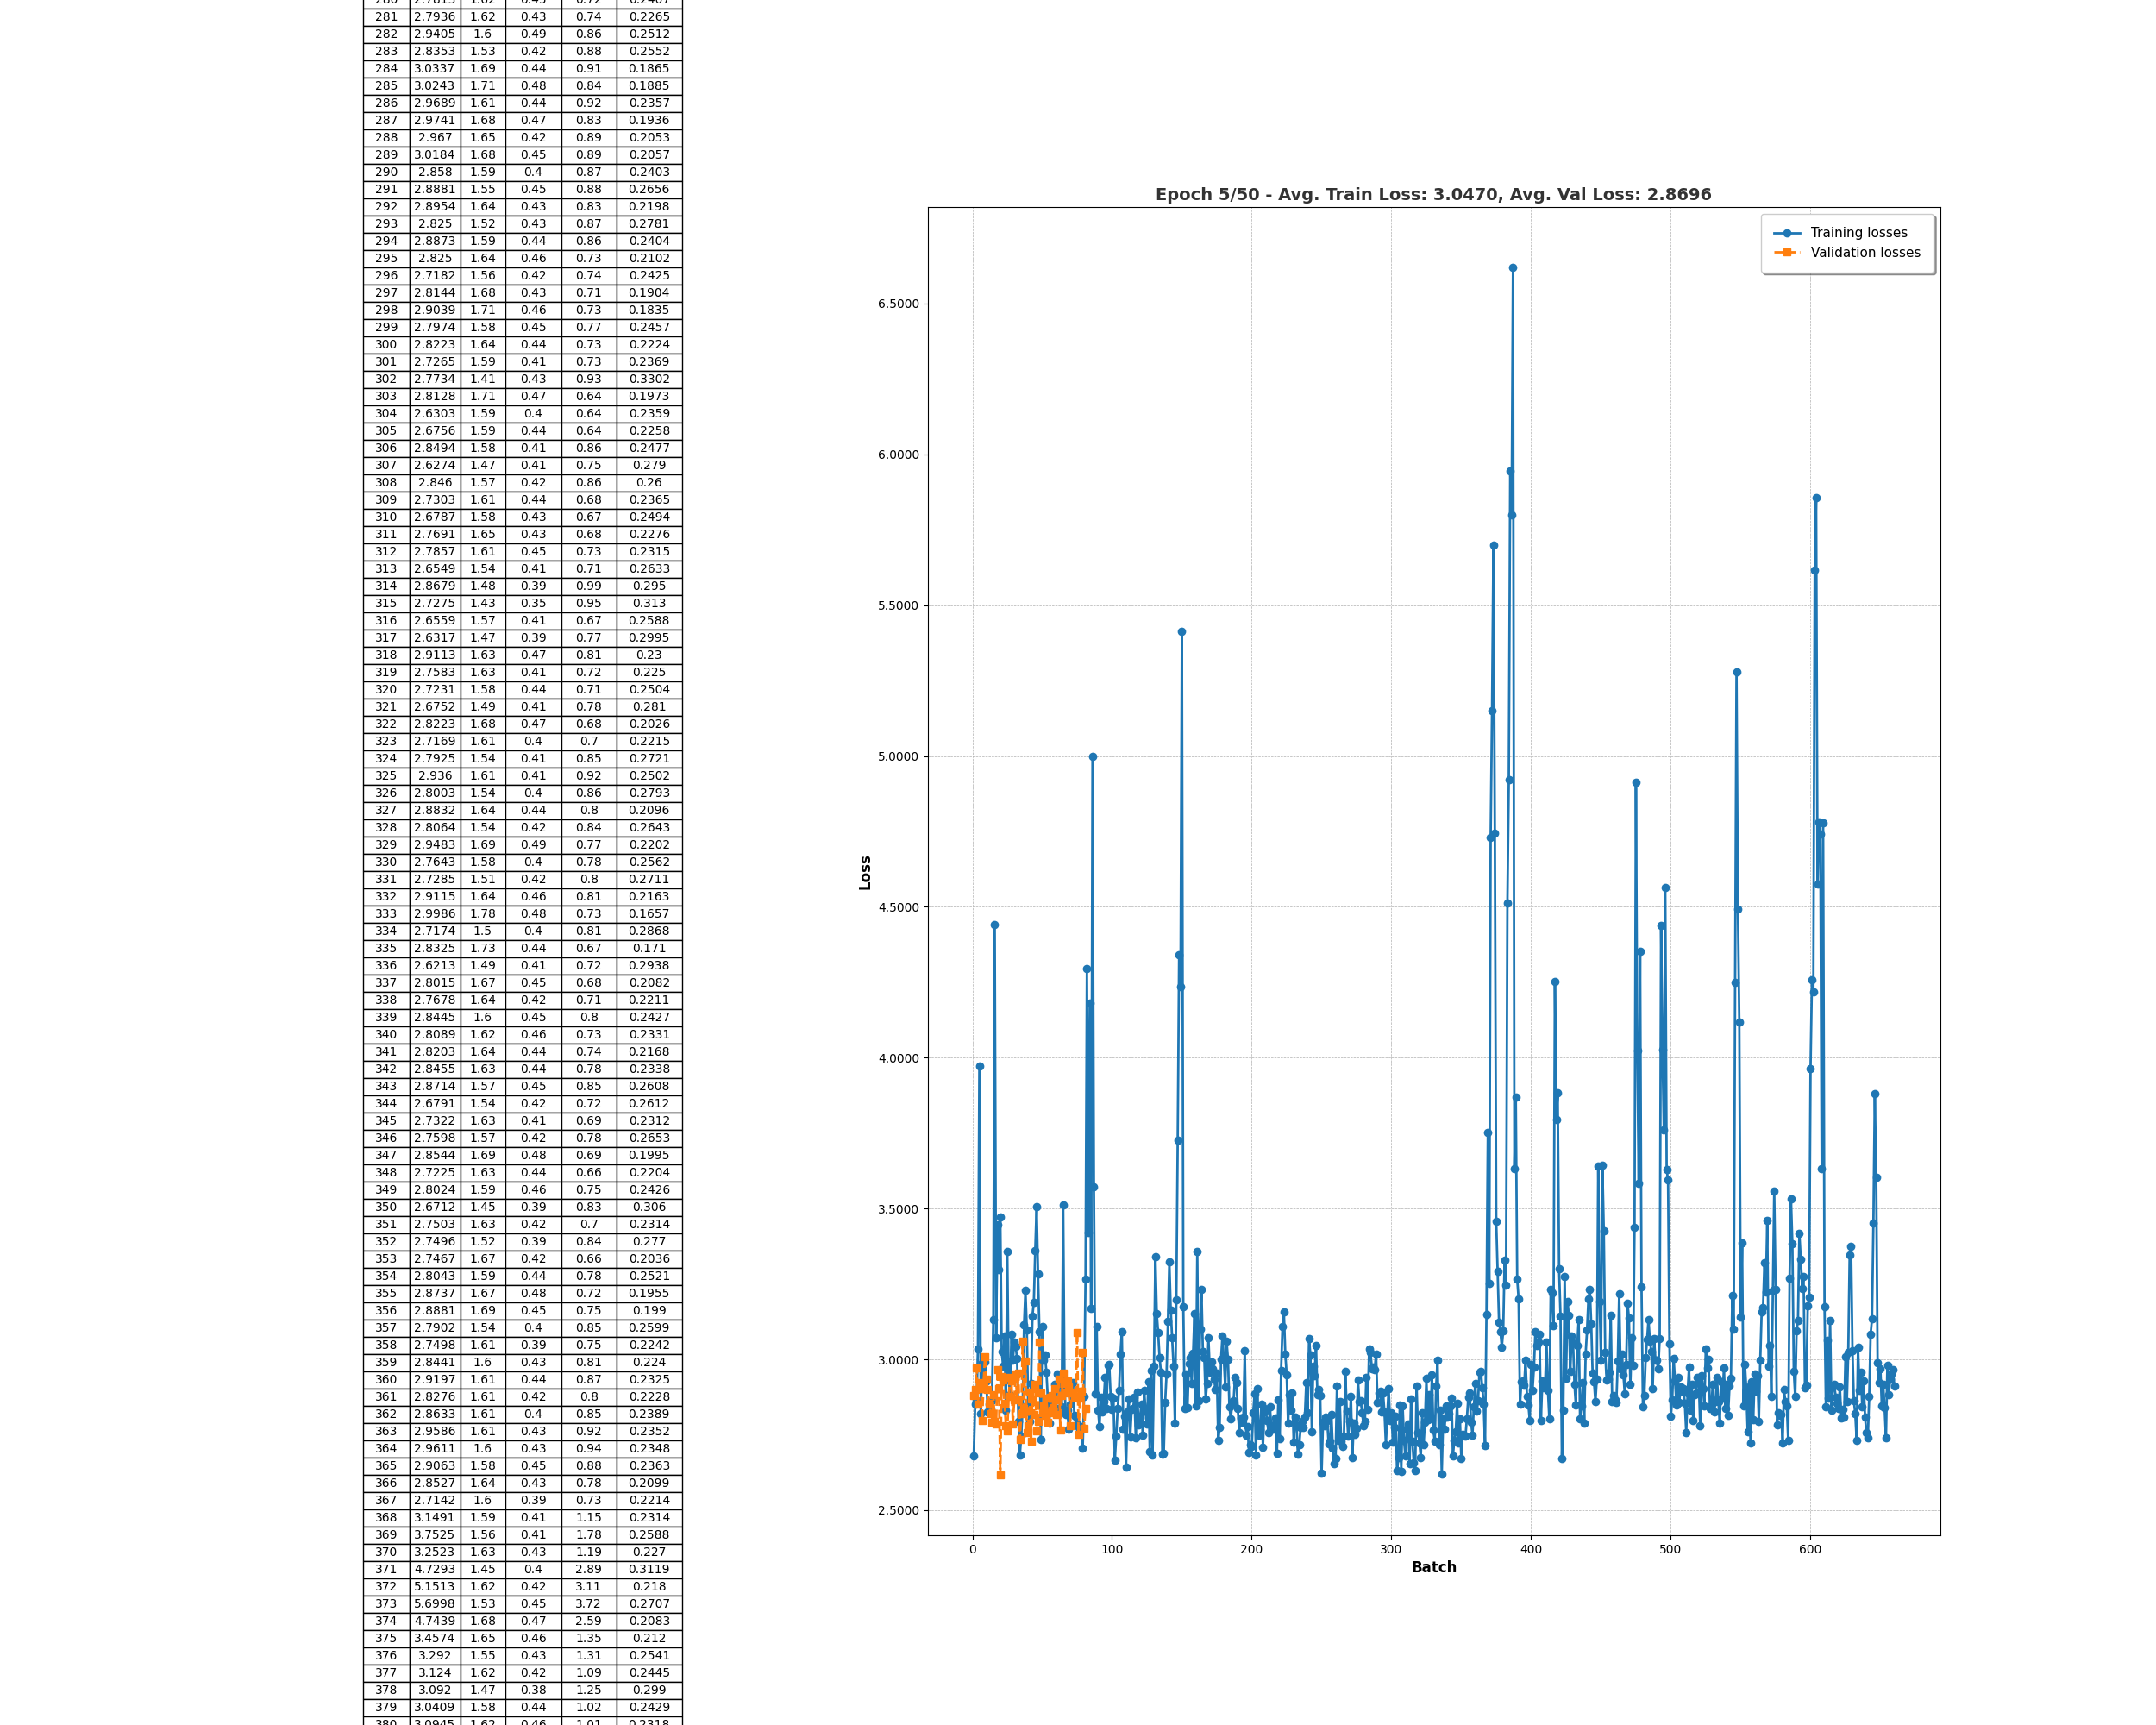 280 2.7813 1.62 0.45 0.72 0.2407
281 2.7936 1.62 0.43 0.74 0.2265
282 2.9405 1.6 0.49 0.86 0.2512
283 2.8353 1.53 0.42 0.88 0.2552
284 3.0337 1.69 0.44 0.91 0.1865
285 3.0243 1.71 0.48 0.84 0.1885
286 2.9689 1.61 0.44 0.92 0.2357
287 2.9741 1.68 0.47 0.83 0.1936
288 2.967 1.65 0.42 0.89 0.2053
289 3.0184 1.68 0.45 0.89 0.2057
290 2.858 1.59 0.4 0.87 0.2403
291 2.8881 1.55 0.45 0.88 0.2656
292 2.8954 1.64 0.43 0.83 0.2198
293 2.825 1.52 0.43 0.87 0.2781
294 2.8873 1.59 0.44 0.86 0.2404
295 2.825 1.64 0.46 0.73 0.2102
296 2.7182 1.56 0.42 0.74 0.2425
297 2.8144 1.68 0.43 0.71 0.1904
298 2.9039 1.71 0.46 0.73 0.1835
299 2.7974 1.58 0.45 0.77 0.2457
300 2.8223 1.64 0.44 0.73 0.2224
301 2.7265 1.59 0.41 0.73 0.2369
302 2.7734 1.41 0.43 0.93 0.3302
303 2.8128 1.71 0.47 0.64 0.1973
304 2.6303 1.59 0.4 0.64 0.2359
305 2.6756 1.59 0.44 0.64 0.2258
306 2.8494 1.58 0.41 0.86 0.2477
307 2.6274 1.47 0.41 0.75 0.279
308 2.846 1.57 0.42 0.86 0.26
309 2.7303 1.61 0.44 0.68 0.2365
310 2.6787 1.58 0.43 0.67 0.2494
311 2.7691 1.65 0.43 0.68 0.2276
312 2.7857 1.61 0.45 0.73 0.2315
313 2.6549 1.54 0.41 0.71 0.2633
314 2.8679 1.48 0.39 0.99 0.295
315 2.7275 1.43 0.35 0.95 0.313
316 2.6559 1.57 0.41 0.67 0.2588
317 2.6317 1.47 0.39 0.77 0.2995
318 2.9113 1.63 0.47 0.81 0.23
319 2.7583 1.63 0.41 0.72 0.225
320 2.7231 1.58 0.44 0.71 0.2504
321 2.6752 1.49 0.41 0.78 0.281
322 2.8223 1.68 0.47 0.68 0.2026
323 2.7169 1.61 0.4 0.7 0.2215
324 2.7925 1.54 0.41 0.85 0.2721
325 2.936 1.61 0.41 0.92 0.2502
326 2.8003 1.54 0.4 0.86 0.2793
327 2.8832 1.64 0.44 0.8 0.2096
328 2.8064 1.54 0.42 0.84 0.2643
329 2.9483 1.69 0.49 0.77 0.2202
330 2.7643 1.58 0.4 0.78 0.2562
331 2.7285 1.51 0.42 0.8 0.2711
332 2.9115 1.64 0.46 0.81 0.2163
333 2.9986 1.78 0.48 0.73 0.1657
334 2.7174 1.5 0.4 0.81 0.2868
335 2.8325 1.73 0.44 0.67 0.171
336 2.6213 1.49 0.41 0.72 0.2938
337 2.8015 1.67 0.45 0.68 0.2082
338 2.7678 1.64 0.42 0.71 0.2211
339 2.8445 1.6 0.45 0.8 0.2427
340 2.8089 1.62 0.46 0.73 0.2331
341 2.8203 1.64 0.44 0.74 0.2168
342 2.8455 1.63 0.44 0.78 0.2338
343 2.8714 1.57 0.45 0.85 0.2608
344 2.6791 1.54 0.42 0.72 0.2612
345 2.7322 1.63 0.41 0.69 0.2312
346 2.7598 1.57 0.42 0.78 0.2653
347 2.8544 1.69 0.48 0.69 0.1995
348 2.7225 1.63 0.44 0.66 0.2204
349 2.8024 1.59 0.46 0.75 0.2426
350 2.6712 1.45 0.39 0.83 0.306
351 2.7503 1.63 0.42 0.7 0.2314
352 2.7496 1.52 0.39 0.84 0.277
353 2.7467 1.67 0.42 0.66 0.2036
354 2.8043 1.59 0.44 0.78 0.2521
355 2.8737 1.67 0.48 0.72 0.1955
356 2.8881 1.69 0.45 0.75 0.199
357 2.7902 1.54 0.4 0.85 0.2599
358 2.7498 1.61 0.39 0.75 0.2242
359 2.8441 1.6 0.43 0.81 0.224
360 2.9197 1.61 0.44 0.87 0.2325
361 2.8276 1.61 0.42 0.8 0.2228
362 2.8633 1.61 0.4 0.85 0.2389
363 2.9586 1.61 0.43 0.92 0.2352
364 2.9611 1.6 0.43 0.94 0.2348
365 2.9063 1.58 0.45 0.88 0.2363
366 2.8527 1.64 0.43 0.78 0.2099
367 2.7142 1.6 0.39 0.73 0.2214
368 3.1491 1.59 0.41 1.15 0.2314
369 3.7525 1.56 0.41 1.78 0.2588
370 3.2523 1.63 0.43 1.19 0.227
371 4.7293 1.45 0.4 2.89 0.3119
372 5.1513 1.62 0.42 3.11 0.218
373 5.6998 1.53 0.45 3.72 0.2707
374 4.7439 1.68 0.47 2.59 0.2083
375 3.4574 1.65 0.46 1.35 0.212
376 3.292 1.55 0.43 1.31 0.2541
377 3.124 1.62 0.42 1.09 0.2445
378 3.092 1.47 0.38 1.25 0.299
379 3.0409 1.58 0.44 1.02 0.2429
380 3.0945 1.62 0.46 1.01 0.2318
Epoch 5/50 - Avg. Train Loss: 3.0470, Avg. Val Loss: 2.8696
Training losses
Validation losses
6.5000
6.0000
5.5000
5.0000
4.5000
4.0000
3.5000
3.0000
2.5000
Loss
0 100 200 300 400 500 600
Batch